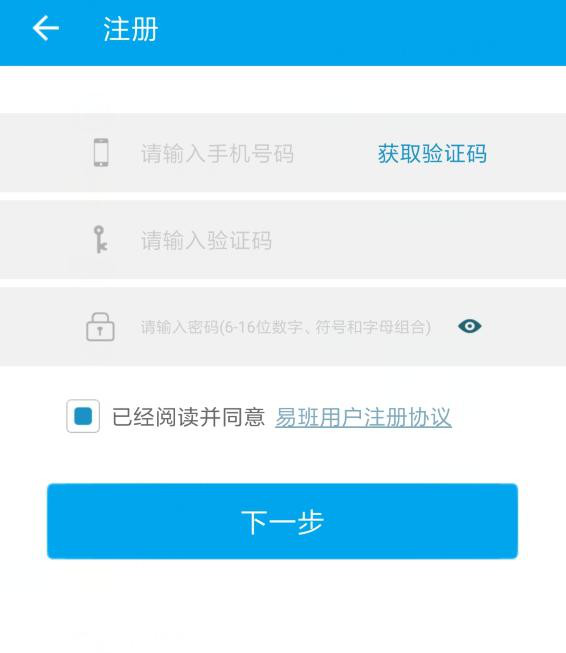 注册
请输入手机号码 获取验证码
请输入验证码
请输入密码(6-16位数字、符号和字母组合)
已经阅读并同意 易班用户注册协议
下一步